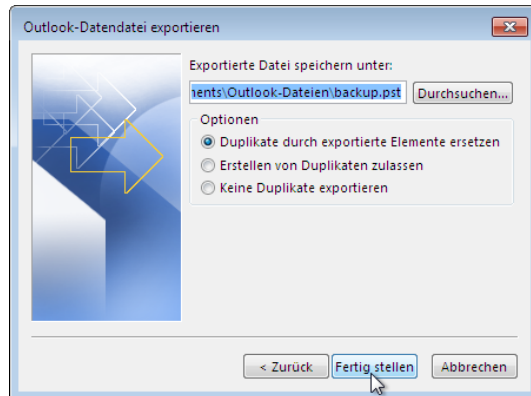 Outlook-Datendatei exportieren
Exportierte Datei speichern unter:
ents\Outlook-Dateien\backup.pst
Durchsuchen...
Optionen
Duplikate durch exportierte Elemente ersetzen
Erstellen von Duplikaten zulassen
Keine Duplikate exportieren
< Zurück
Fertig stellen
Abbrechen